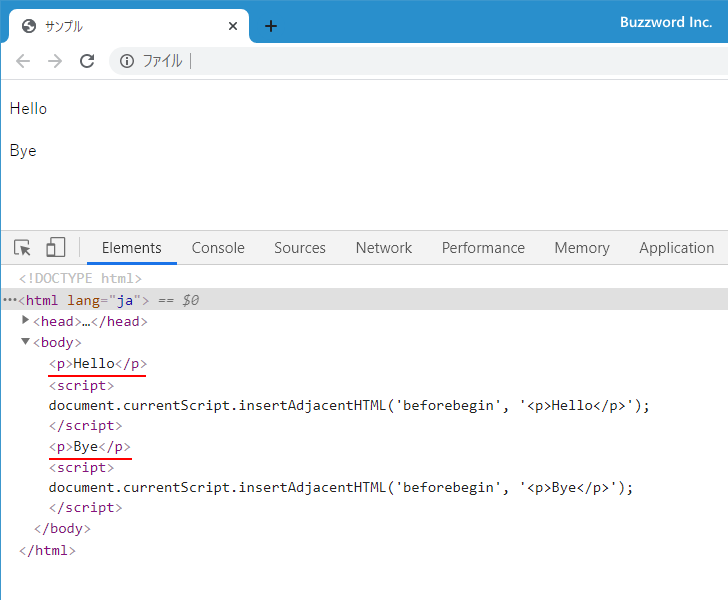 サンプル
Buzzword Inc.
ファイル
Hello
Bye
Elements Console Sources Network Performance Memory Application
<!DOCTYPE html>
<html lang="ja"> == $0
<head>…</head>
<body>
<p>Hello</p>
<script>
document.currentScript.insertAdjacentHTML('beforebegin', '<p>Hello</p>');
</script>
<p>Bye</p>
<script>
document.currentScript.insertAdjacentHTML('beforebegin', '<p>Bye</p>');
</script>
</body>
</html>